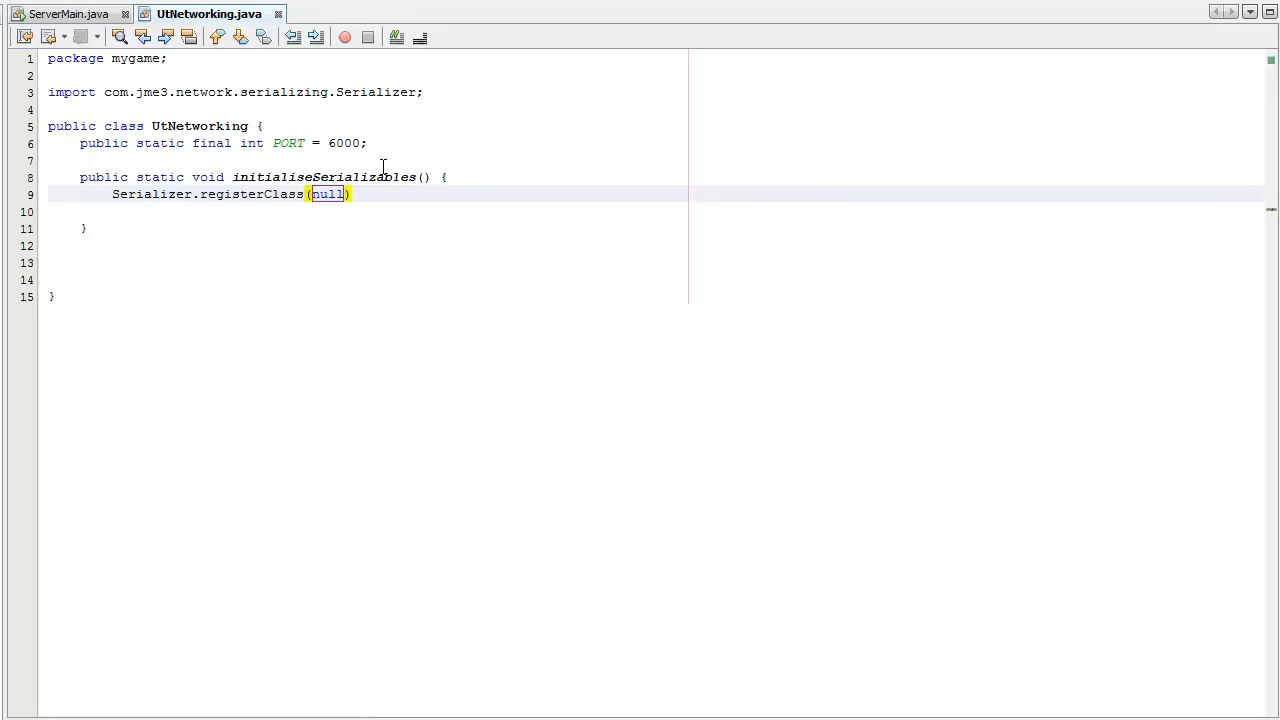 ServerMain.java UtNetworking.java
1 package mygame;
2
3 import com.jme3.network.serializing.Serializer;
4
5 public class UtNetworking {
6 public static final int PORT = 6000;
7
8 public static void initialiseSerializables() {
9 Serializer.registerClass(null)
10
11 }
12
13
14
15 }